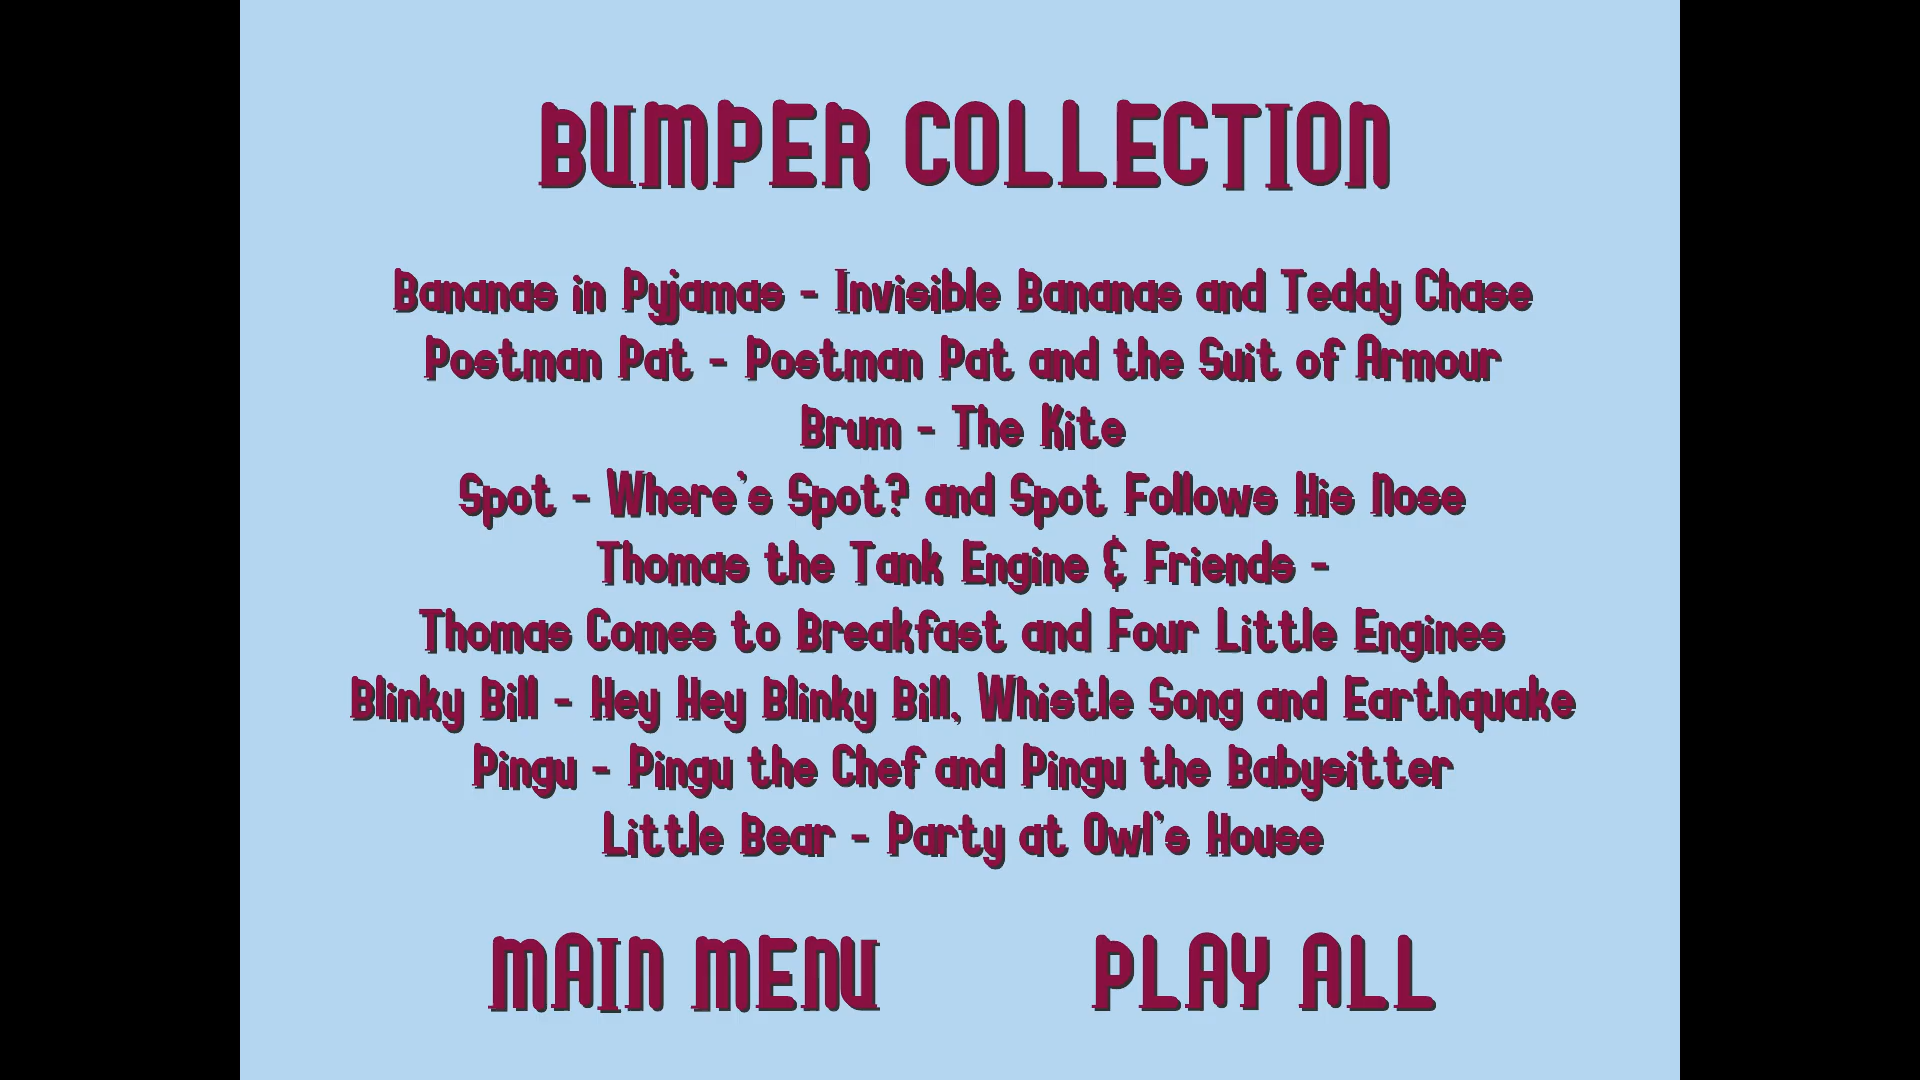 BUMPER COLLECTION
Bananas in Pyjamas - Invisible Bananas and Teddy Chase
Postman Pat - Postman Pat and the Suit of Armour
Brum - The Kite
Spot - Where's Spot? and Spot Follows His Nose
Thomas the Tank Engine & Friends -
Thomas Comes to Breakfast and Four Little Engines
Blinky Bill - Hey Hey Blinky Bill, Whistle Song and Earthquake
Pingu - Pingu the Chef and Pingu the Babysitter
Little Bear - Party at Owl's House
MAIN MENU PLAY ALL